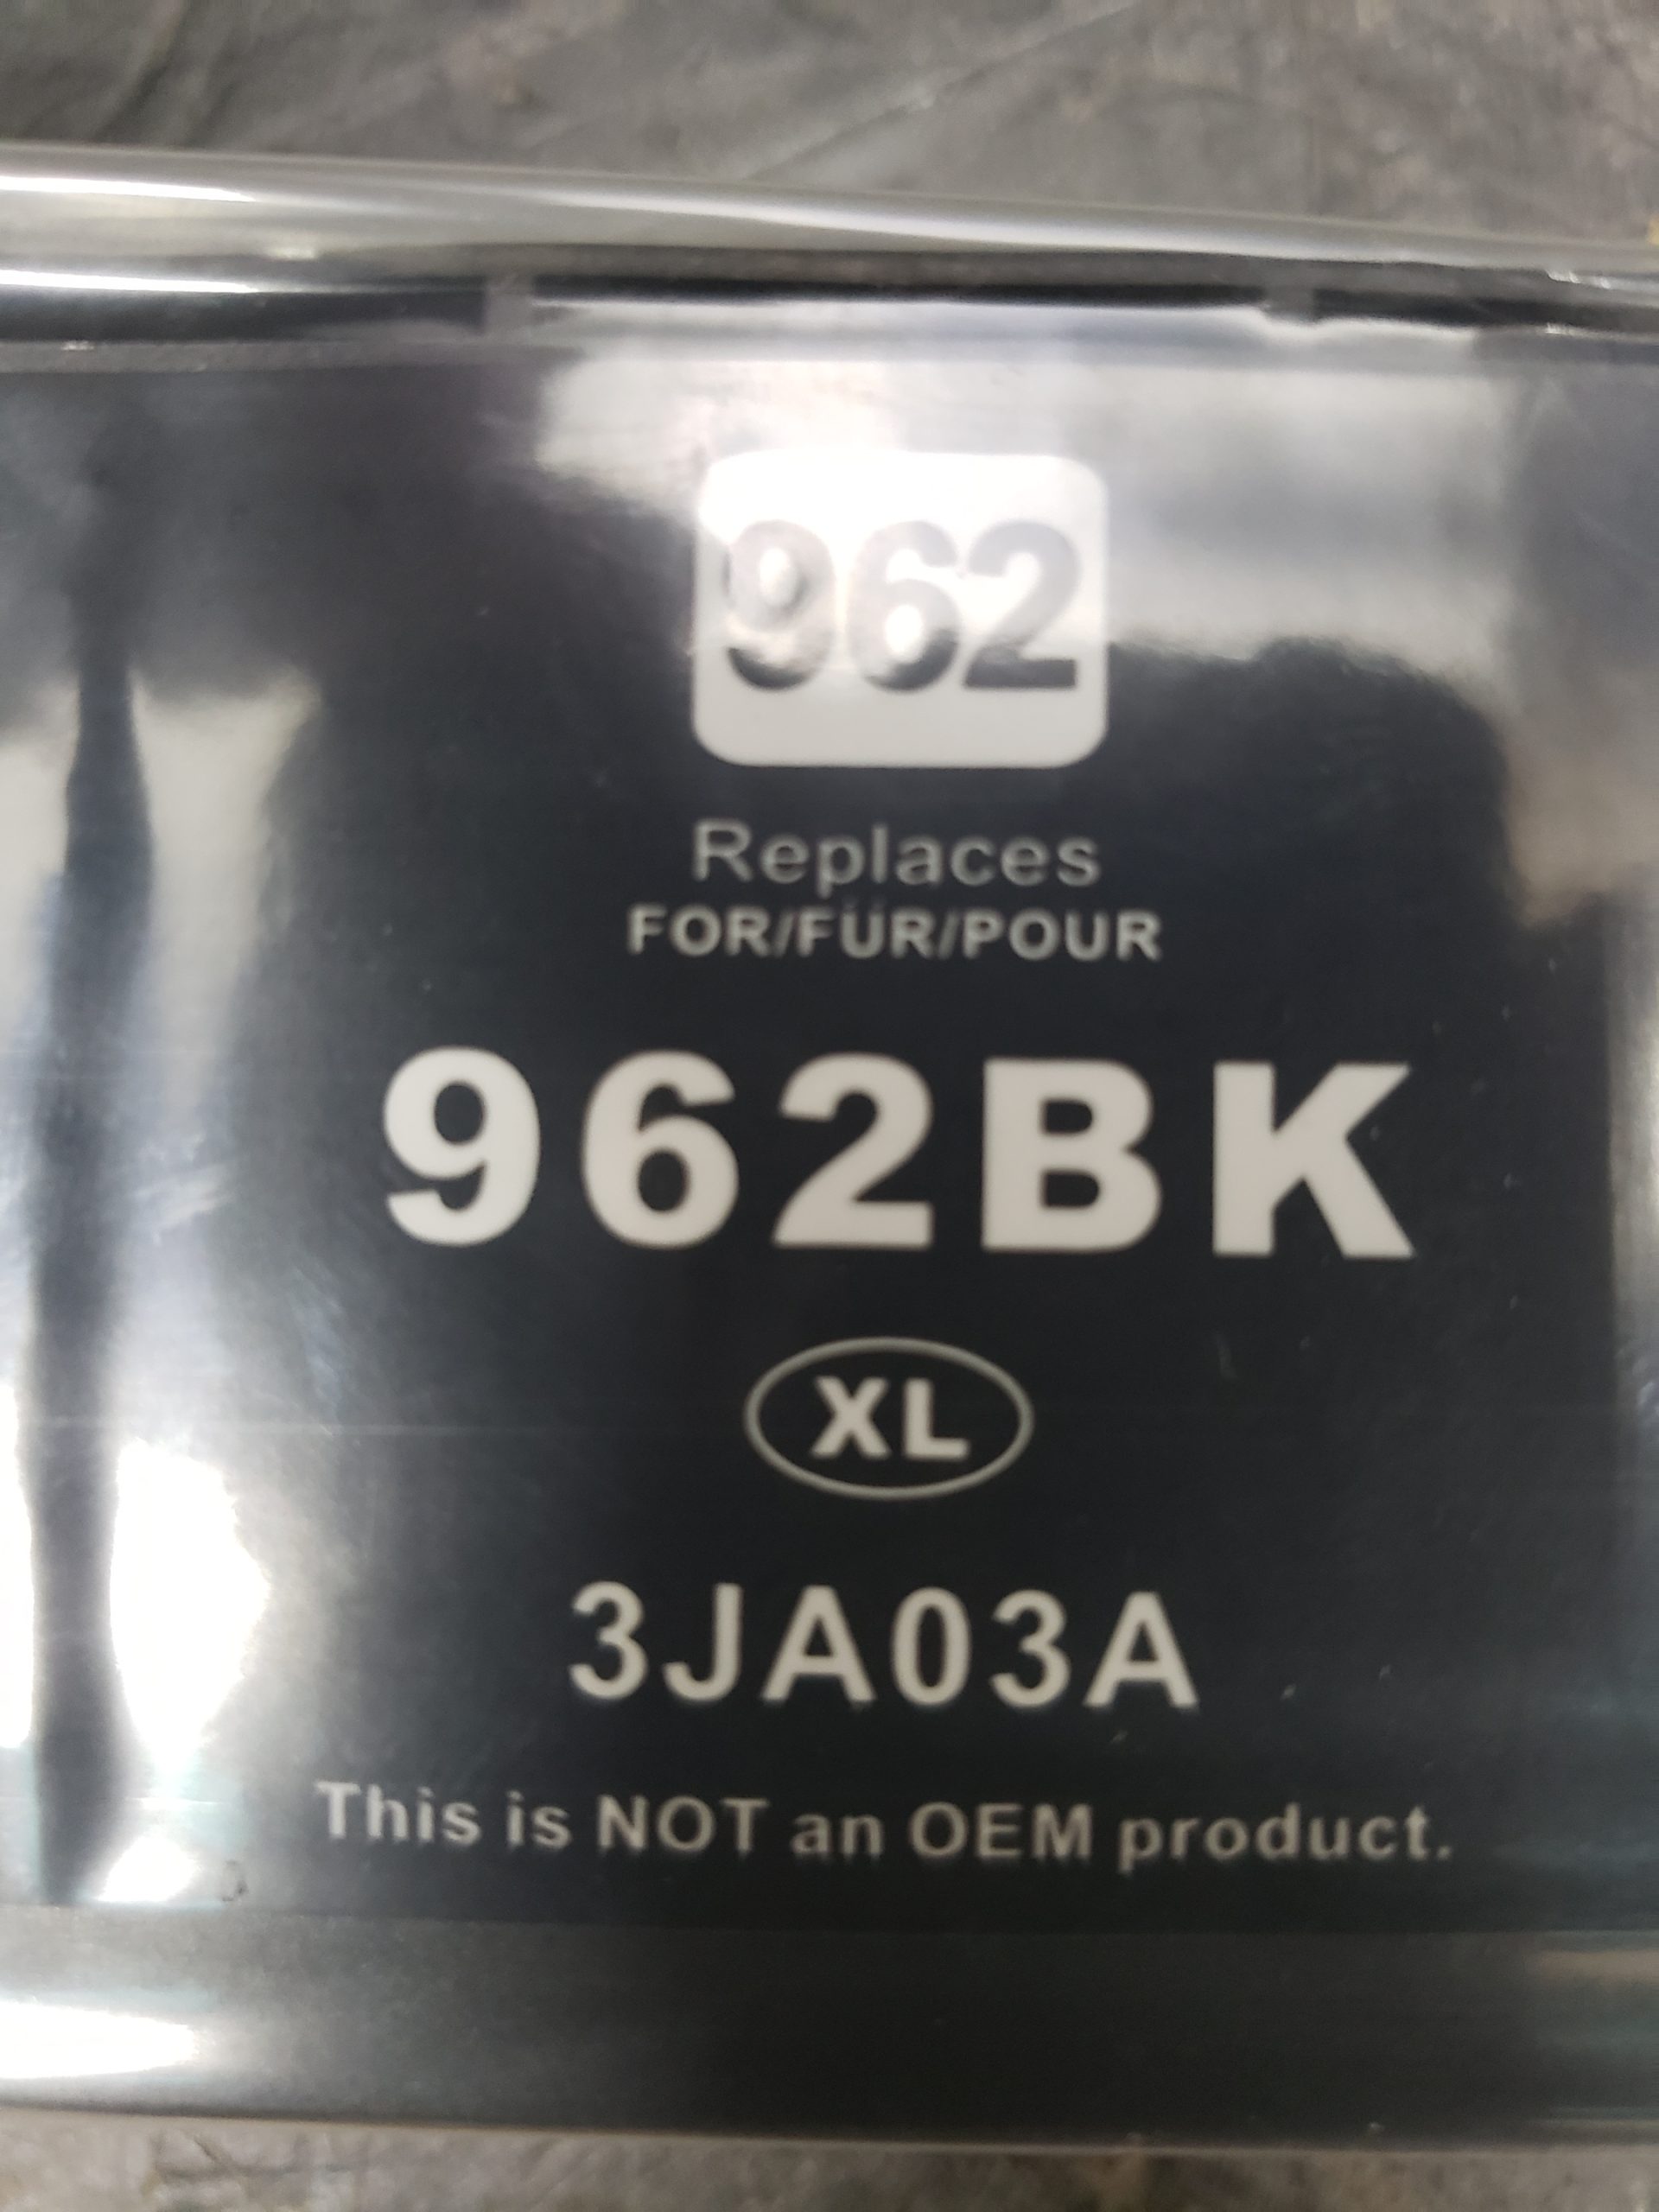 962
Replaces
FOR/FÜR/POUR
962BK
XL
3JA03A
This is NOT an OEM product.